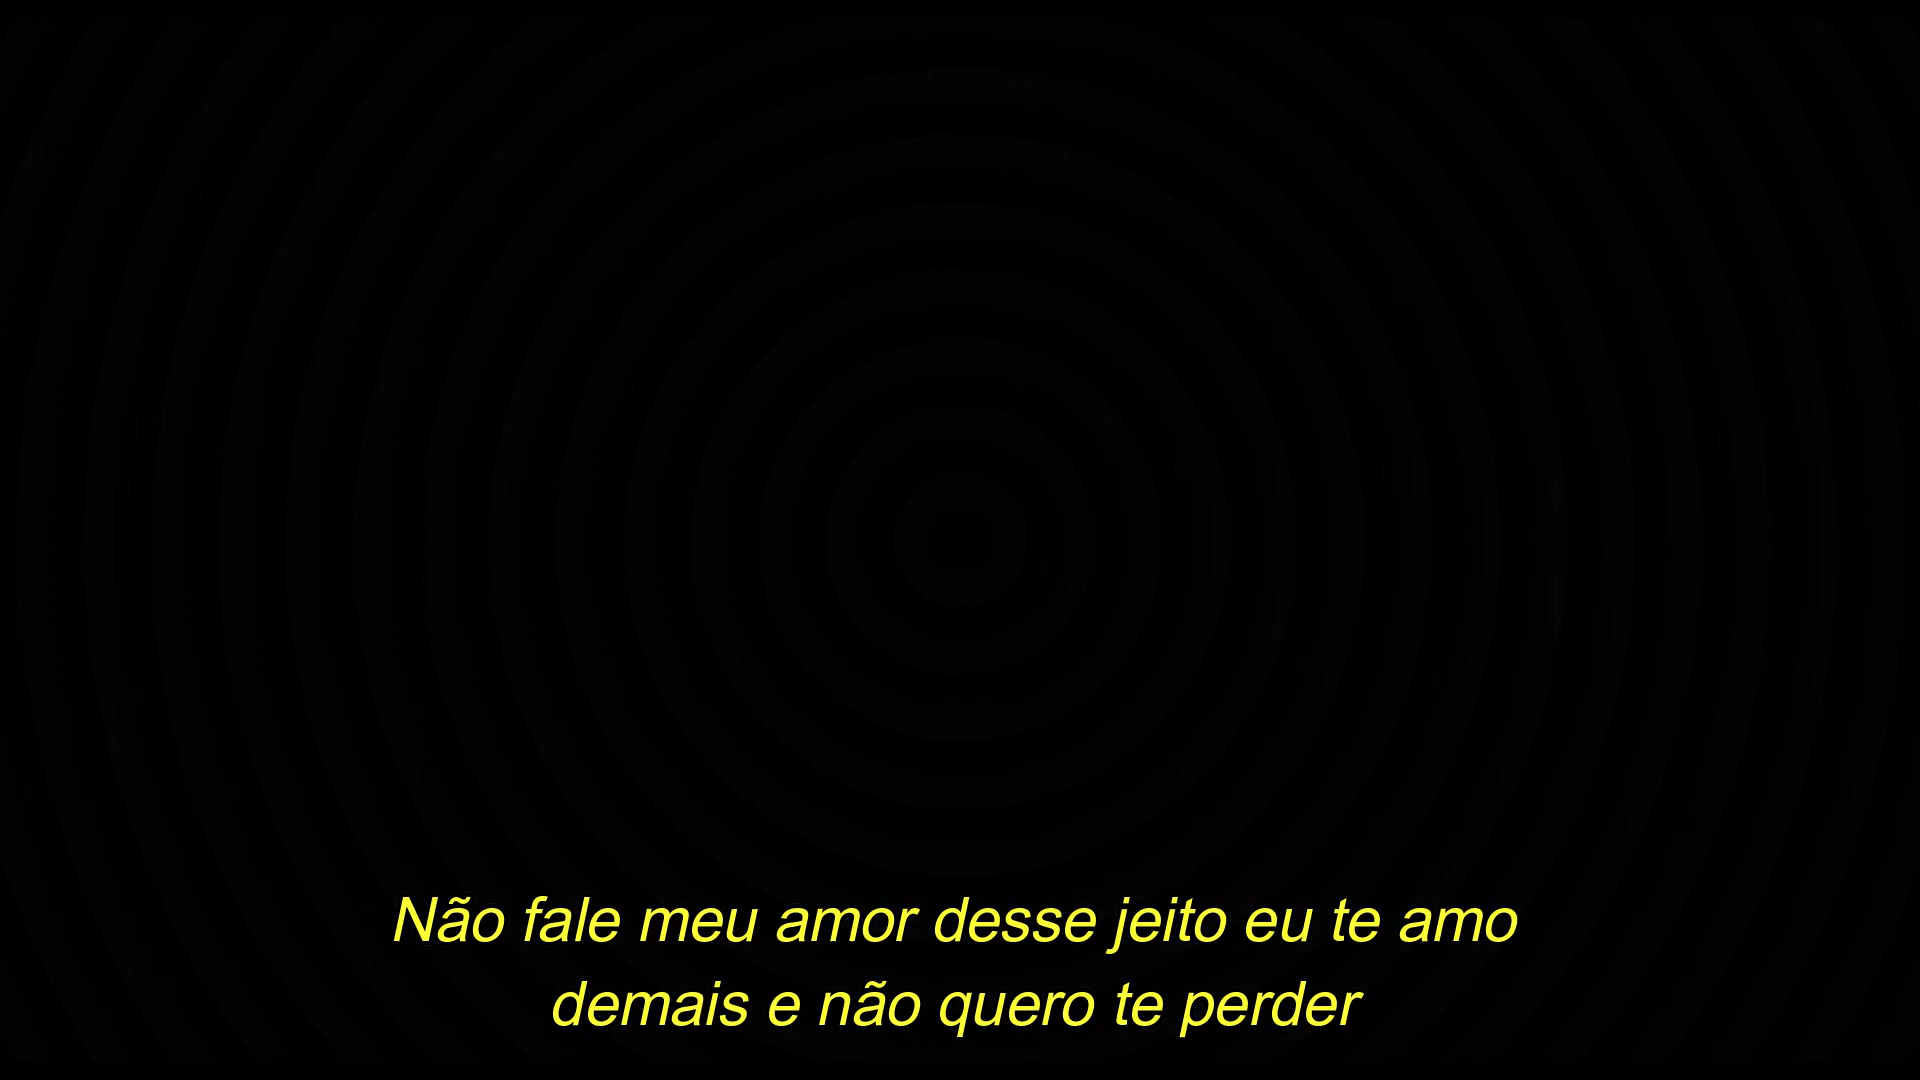 Não fale meu amor desse jeito eu te amo
demais e não quero te perder